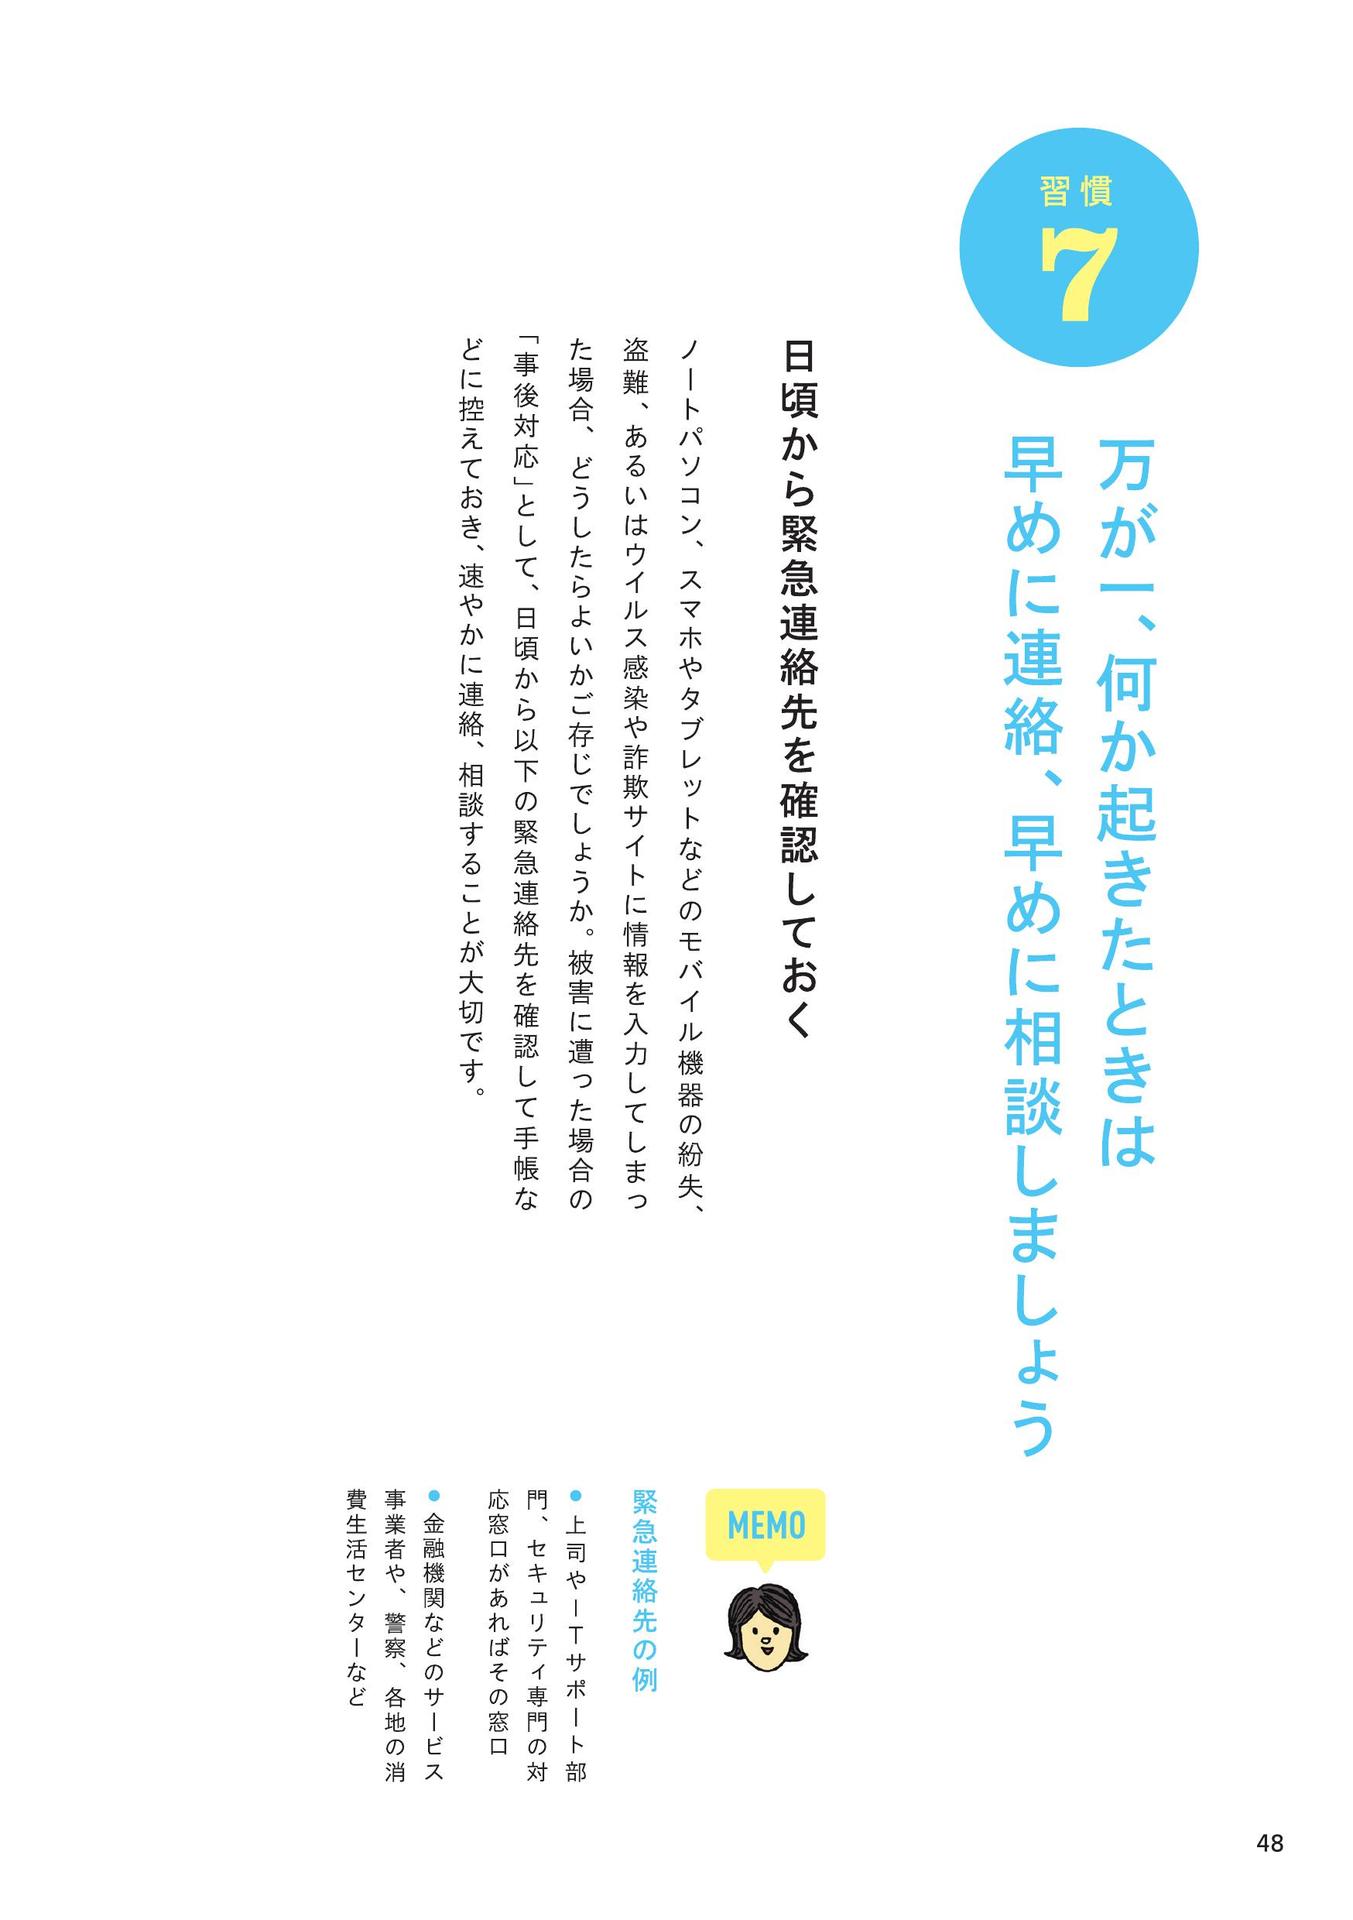 習慣
7
万が一、何か起きたときは
早めに連絡、早めに相談しましょう
日頃から緊急連絡先を確認しておく
ノートパソコン、スマホやタブレットなどのモバイル機器の紛失、
盗難、あるいはウイルス感染や詐欺サイトに情報を入力してしまっ
た場合、どうしたらよいかご存じでしょうか。被害に遭った場合の
「事後対応」として、日頃から以下の緊急連絡先を確認して手帳な
どに控えておき、速やかに連絡、相談することが大切です。
MEMO
緊急連絡先の例
● 上司やITサポート部
門、セキュリティ専門の対
応窓口があればその窓口
● 金融機関などのサービス
事業者や、警察、各地の消
費生活センターなど
48